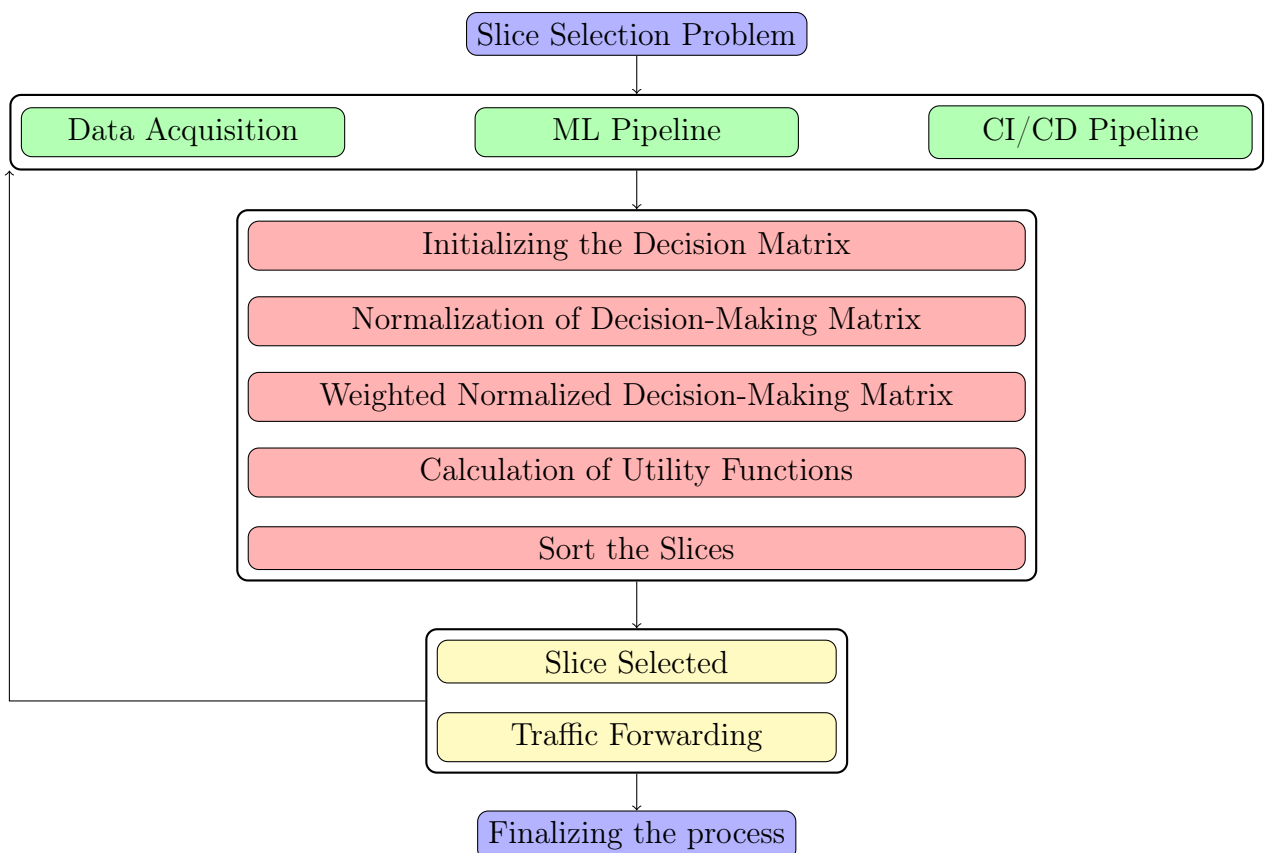 Slice Selection Problem
Data Acquisition
ML Pipeline
CI/CD Pipeline
Initializing the Decision Matrix
Normalization of Decision-Making Matrix
Weighted Normalized Decision-Making Matrix
Calculation of Utility Functions
Sort the Slices
Slice Selected
Traffic Forwarding
Finalizing the process